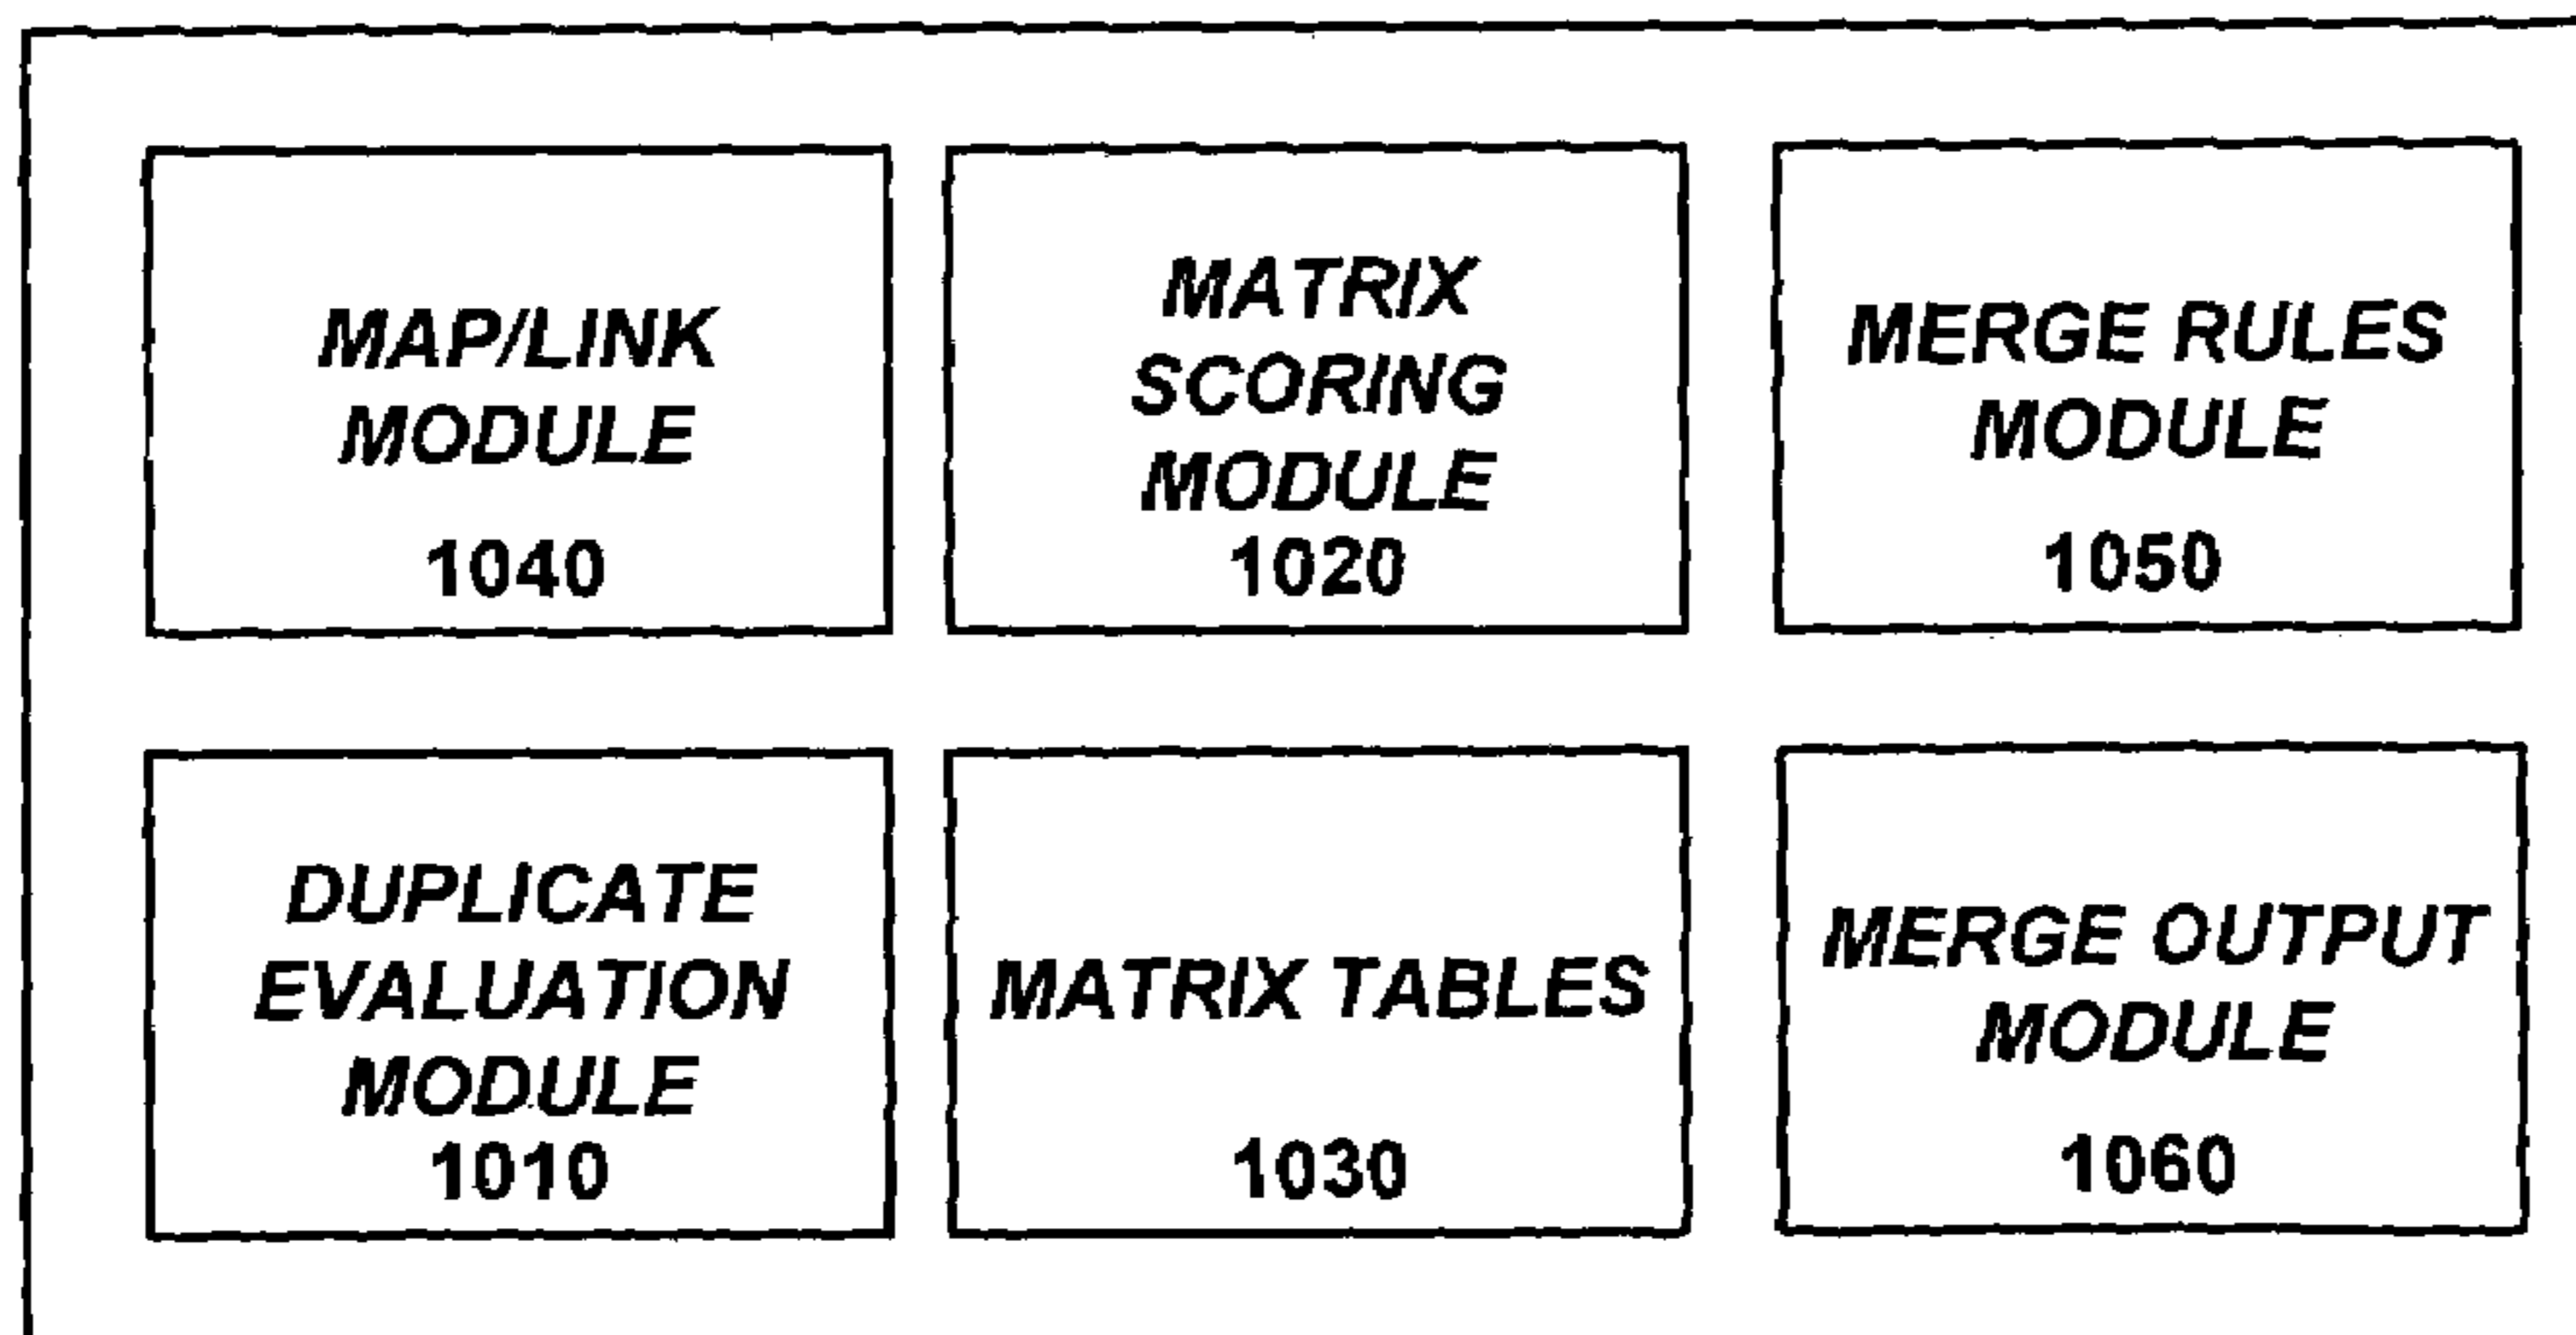 MAP/LINK
MODULE
1040
MATRIX
SCORING
MODULE
1020
MERGE RULES
MODULE
1050
DUPLICATE
EVALUATION
MODULE
1010
MATRIX TABLES
1030
MERGE OUTPUT
MODULE
1060